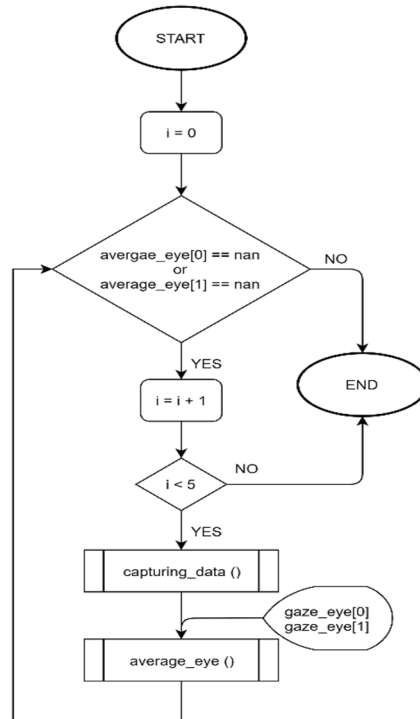 START
i = 0
avergae_eye[0] == nan
or
average_eye[1] == nan
NO
YES
i = i + 1
END
i < 5
NO
YES
capturing_data ()
gaze_eye[0]
gaze_eye[1]
average_eye ()